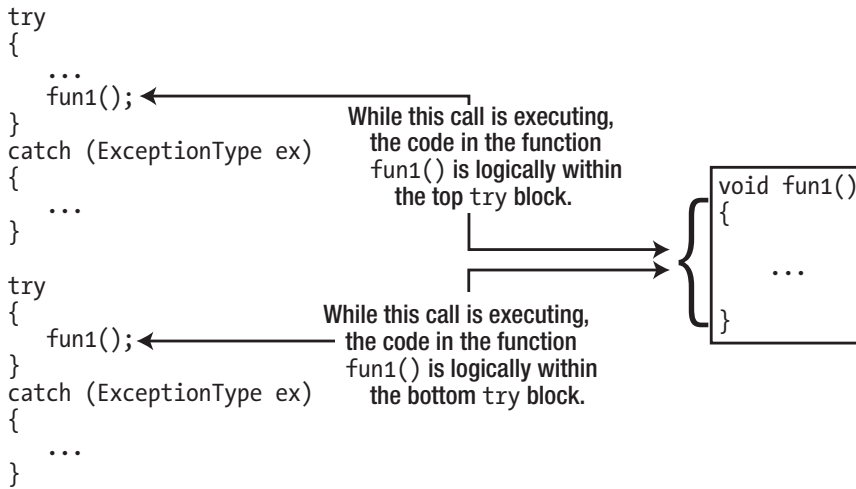 try
{
...
fun1();
}
catch (ExceptionType ex)
{
...
}
While this call is executing,
the code in the function
fun1() is logically within
the top try block.
void fun1()
{
...
}
try
{
fun1();
}
catch (ExceptionType ex)
{
...
}
While this call is executing,
the code in the function
fun1() is logically within
the bottom try block.